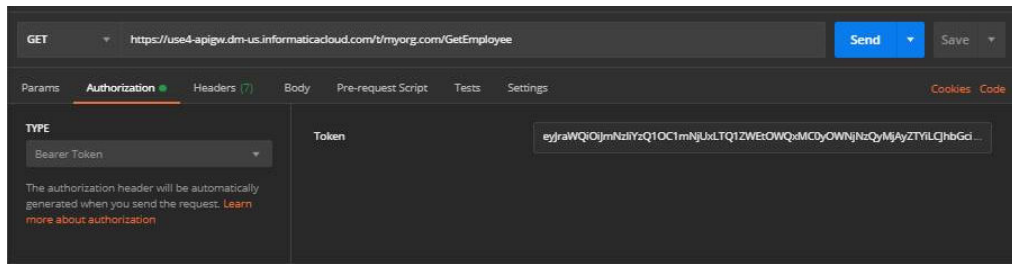 GET https://use4-apigw.dm-us.informaticacloud.com/t/myorg.com/GetEmployee Send Save
Params Authorization Headers (7) Body Pre-request Script Tests Settings Cookies Code
TYPE
Bearer Token
The authorization header will be automatically
generated when you send the request. Learn
more about authorization
Token eyJraWQiOiJmNzliYzQ1OC1mNjUxLTQ1ZWEtOWQxMC0yOWNjNzQyMjAyZTYiLCJhbGci...